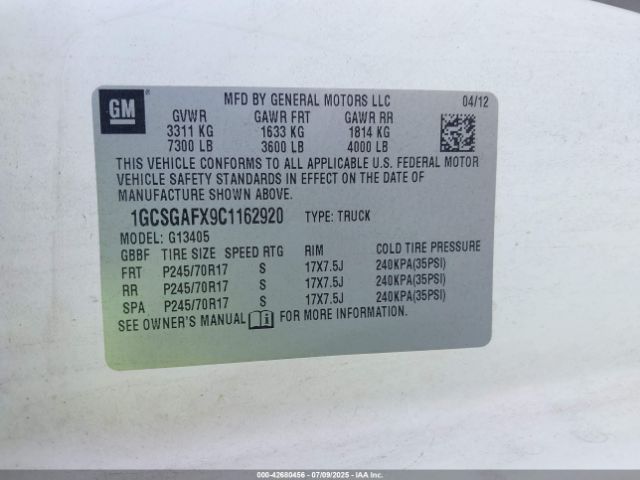 GM
MFD BY GENERAL MOTORS LLC 04/12
GVWR GAWR FRT GAWR RR
3311 KG 1633 KG 1814 KG
7300 LB 3600 LB 4000 LB
THIS VEHICLE CONFORMS TO ALL APPLICABLE U.S. FEDERAL MOTOR
VEHICLE SAFETY STANDARDS IN EFFECT ON THE DATE OF
MANUFACTURE SHOWN ABOVE.
1GCSGAFX9C1162920 TYPE: TRUCK
MODEL: G13405
GBBF TIRE SIZE SPEED RTG RIM COLD TIRE PRESSURE
FRT P245/70R17 S 17X7.5J 240KPA(35PSI)
RR P245/70R17 S 17X7.5J 240KPA(35PSI)
SPA P245/70R17 S 17X7.5J 240KPA(35PSI)
SEE OWNER'S MANUAL FOR MORE INFORMATION.
000-42680456 - 07/09/2025 - IAAI.COM